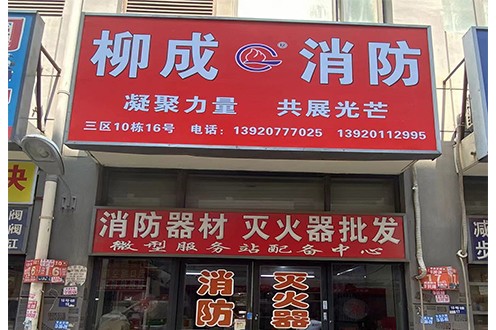 柳成 消防
凝聚力量 共展光芒
三区10栋16号 电话：13920777025 13920112995
消防器材 灭火器批发
微型服务站配备中心
消防
灭火器